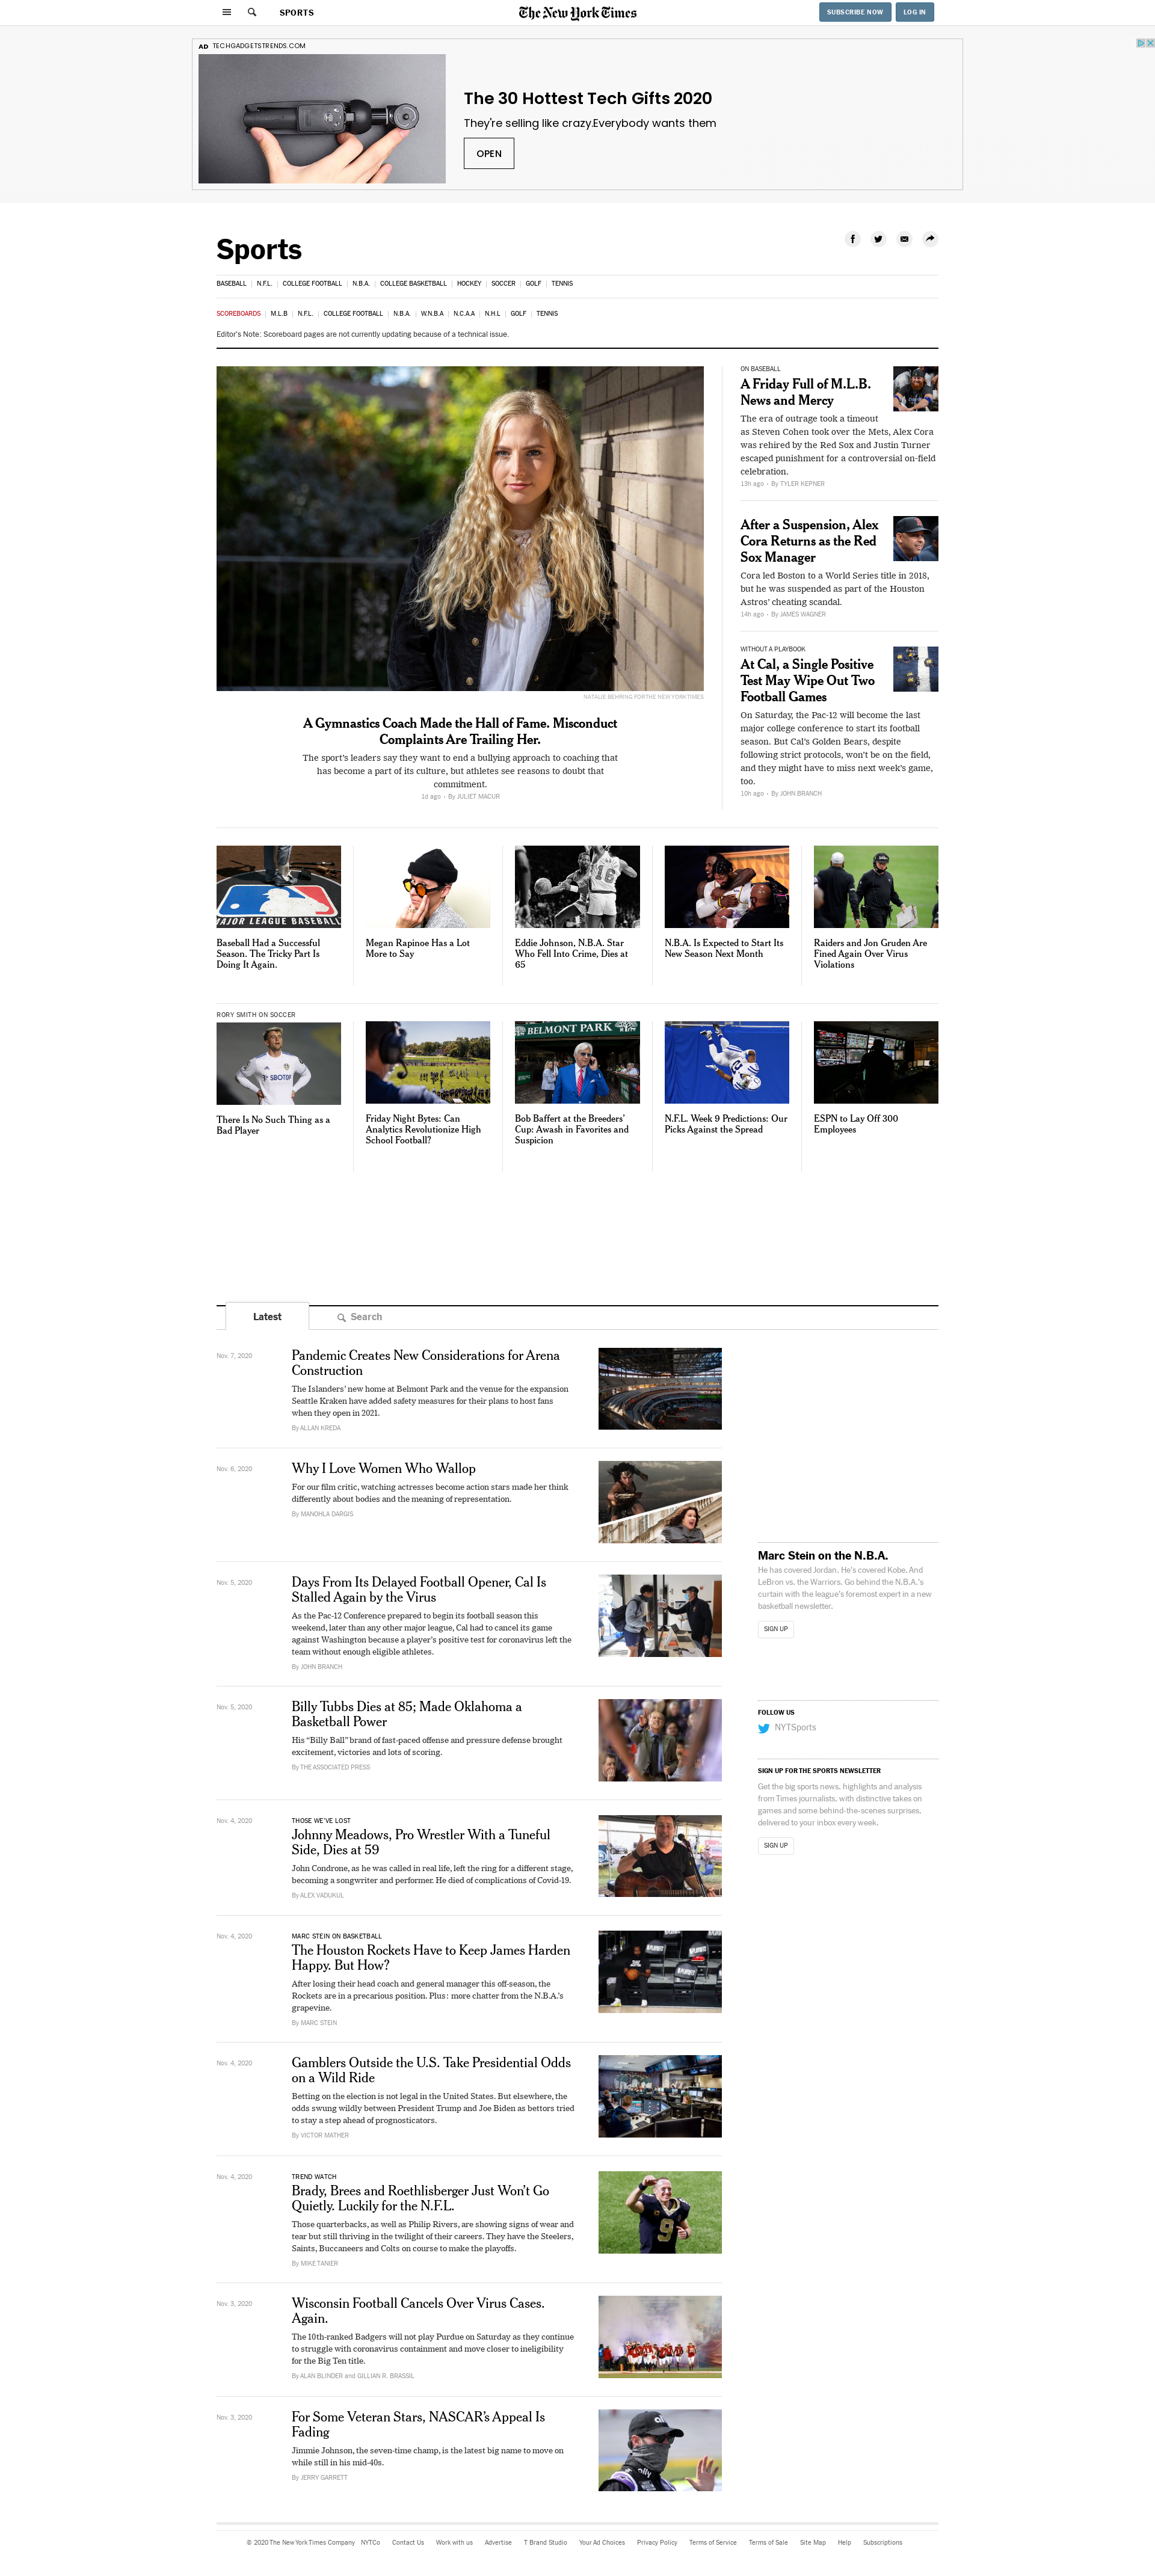 SPORTS
The New York Times
SUBSCRIBE NOW
LOG IN
AD TECHGADGETSTRENDS.COM
The 30 Hottest Tech Gifts 2020
They're selling like crazy.Everybody wants them
OPEN
Sports
BASEBALL
N.F.L.
COLLEGE FOOTBALL
N.B.A.
COLLEGE BASKETBALL
HOCKEY
SOCCER
GOLF
TENNIS
SCOREBOARDS
M.L.B
N.F.L.
COLLEGE FOOTBALL
N.B.A.
W.N.B.A
N.C.A.A
N.H.L
GOLF
TENNIS
Editor's Note: Scoreboard pages are not currently updating because of a technical issue.
NATALIE BEHRING FOR THE NEW YORK TIMES
A Gymnastics Coach Made the Hall of Fame. Misconduct
Complaints Are Trailing Her.
The sport's leaders say they want to end a bullying approach to coaching that
has become a part of its culture, but athletes see reasons to doubt that
commitment.
1d ago • By JULIET MACUR
ON BASEBALL
A Friday Full of M.L.B.
News and Mercy
The era of outrage took a timeout
as Steven Cohen took over the Mets, Alex Cora
was rehired by the Red Sox and Justin Turner
escaped punishment for a controversial on-field
celebration.
13h ago • By TYLER KEPNER
After a Suspension, Alex
Cora Returns as the Red
Sox Manager
Cora led Boston to a World Series title in 2018,
but he was suspended as part of the Houston
Astros' cheating scandal.
14h ago • By JAMES WAGNER
WITHOUT A PLAYBOOK
At Cal, a Single Positive
Test May Wipe Out Two
Football Games
On Saturday, the Pac-12 will become the last
major college conference to start its football
season. But Cal's Golden Bears, despite
following strict protocols, won't be on the field,
and they might have to miss next week's game,
too.
10h ago • By JOHN BRANCH
MAJOR LEAGUE BASEBALL
Baseball Had a Successful
Season. The Tricky Part Is
Doing It Again.
Megan Rapinoe Has a Lot
More to Say
16
Eddie Johnson, N.B.A. Star
Who Fell Into Crime, Dies at
65
N.B.A. Is Expected to Start Its
New Season Next Month
Raiders and Jon Gruden Are
Fined Again Over Virus
Violations
RORY SMITH ON SOCCER
SBOTOP
There Is No Such Thing as a
Bad Player
Friday Night Bytes: Can
Analytics Revolutionize High
School Football?
BELMONT PARK
Bob Baffert at the Breeders'
Cup: Awash in Favorites and
Suspicion
N.F.L. Week 9 Predictions: Our
Picks Against the Spread
ESPN to Lay Off 300
Employees
Latest
Search
Nov. 7, 2020
Pandemic Creates New Considerations for Arena
Construction
The Islanders' new home at Belmont Park and the venue for the expansion
Seattle Kraken have added safety measures for their plans to host fans
when they open in 2021.
By ALLAN KREDA
Nov. 6, 2020
Why I Love Women Who Wallop
For our film critic, watching actresses become action stars made her think
differently about bodies and the meaning of representation.
By MANOHLA DARGIS
Nov. 5, 2020
Days From Its Delayed Football Opener, Cal Is
Stalled Again by the Virus
As the Pac-12 Conference prepared to begin its football season this
weekend, later than any other major league, Cal had to cancel its game
against Washington because a player's positive test for coronavirus left the
team without enough eligible athletes.
By JOHN BRANCH
Nov. 5, 2020
Billy Tubbs Dies at 85; Made Oklahoma a
Basketball Power
His "Billy Ball" brand of fast-paced offense and pressure defense brought
excitement, victories and lots of scoring.
By THE ASSOCIATED PRESS
Nov. 4, 2020
THOSE WE'VE LOST
Johnny Meadows, Pro Wrestler With a Tuneful
Side, Dies at 59
John Condrone, as he was called in real life, left the ring for a different stage,
becoming a songwriter and performer. He died of complications of Covid-19.
By ALEX VADUKUL
Nov. 4, 2020
MARC STEIN ON BASKETBALL
The Houston Rockets Have to Keep James Harden
Happy. But How?
After losing their head coach and general manager this off-season, the
Rockets are in a precarious position. Plus: more chatter from the N.B.A.'s
grapevine.
By MARC STEIN
Nov. 4, 2020
Gamblers Outside the U.S. Take Presidential Odds
on a Wild Ride
Betting on the election is not legal in the United States. But elsewhere, the
odds swung wildly between President Trump and Joe Biden as bettors tried
to stay a step ahead of prognosticators.
By VICTOR MATHER
Nov. 4, 2020
TREND WATCH
Brady, Brees and Roethlisberger Just Won't Go
Quietly. Luckily for the N.F.L.
Those quarterbacks, as well as Philip Rivers, are showing signs of wear and
tear but still thriving in the twilight of their careers. They have the Steelers,
Saints, Buccaneers and Colts on course to make the playoffs.
By MIKE TANIER
9
Nov. 3, 2020
Wisconsin Football Cancels Over Virus Cases.
Again.
The 10th-ranked Badgers will not play Purdue on Saturday as they continue
to struggle with coronavirus containment and move closer to ineligibility
for the Big Ten title.
By ALAN BLINDER and GILLIAN R. BRASSIL
Nov. 3, 2020
For Some Veteran Stars, NASCAR's Appeal Is
Fading
Jimmie Johnson, the seven-time champ, is the latest big name to move on
while still in his mid-40s.
By JERRY GARRETT
ally
Marc Stein on the N.B.A.
He has covered Jordan. He's covered Kobe. And
LeBron vs. the Warriors. Go behind the N.B.A.'s
curtain with the league's foremost expert in a new
basketball newsletter.
SIGN UP
FOLLOW US
NYTSports
SIGN UP FOR THE SPORTS NEWSLETTER
Get the big sports news, highlights and analysis
from Times journalists, with distinctive takes on
games and some behind-the-scenes surprises,
delivered to your inbox every week.
SIGN UP
© 2020 The New York Times Company
NYTCo
Contact Us
Work with us
Advertise
T Brand Studio
Your Ad Choices
Privacy Policy
Terms of Service
Terms of Sale
Site Map
Help
Subscriptions